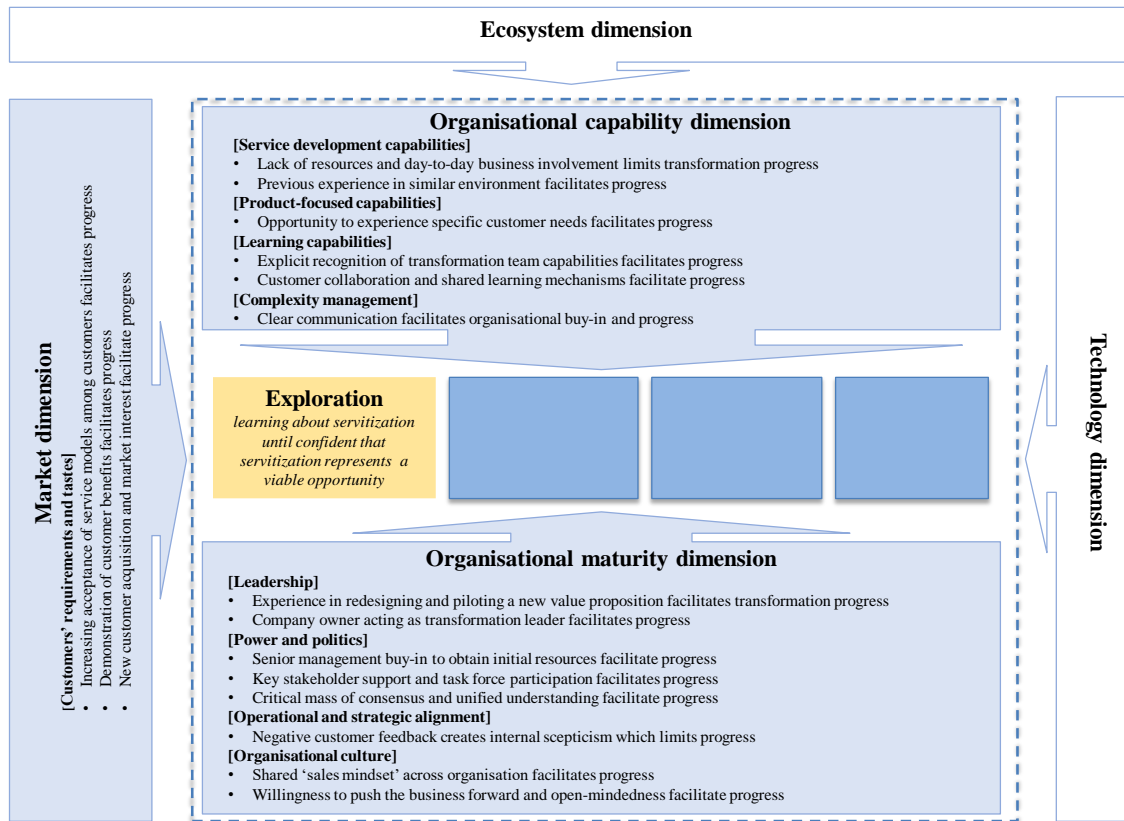 Ecosystem dimension
Market dimension
[Customers' requirements and tastes]
• Increasing acceptance of service models among customers facilitates progress
• Demonstration of customer benefits facilitates progress
• New customer acquisition and market interest facilitate progress
Organisational capability dimension
[Service development capabilities]
• Lack of resources and day-to-day business involvement limits transformation progress
• Previous experience in similar environment facilitates progress
[Product-focused capabilities]
• Opportunity to experience specific customer needs facilitates progress
[Learning capabilities]
• Explicit recognition of transformation team capabilities facilitates progress
• Customer collaboration and shared learning mechanisms facilitate progress
[Complexity management]
• Clear communication facilitates organisational buy-in and progress
Exploration
learning about servitization
until confident that
servitization represents a
viable opportunity
Organisational maturity dimension
[Leadership]
• Experience in redesigning and piloting a new value proposition facilitates transformation progress
• Company owner acting as transformation leader facilitates progress
[Power and politics]
• Senior management buy-in to obtain initial resources facilitate progress
• Key stakeholder support and task force participation facilitates progress
• Critical mass of consensus and unified understanding facilitate progress
[Operational and strategic alignment]
• Negative customer feedback creates internal scepticism which limits progress
[Organisational culture]
• Shared 'sales mindset' across organisation facilitates progress
• Willingness to push the business forward and open-mindedness facilitate progress
Technology dimension